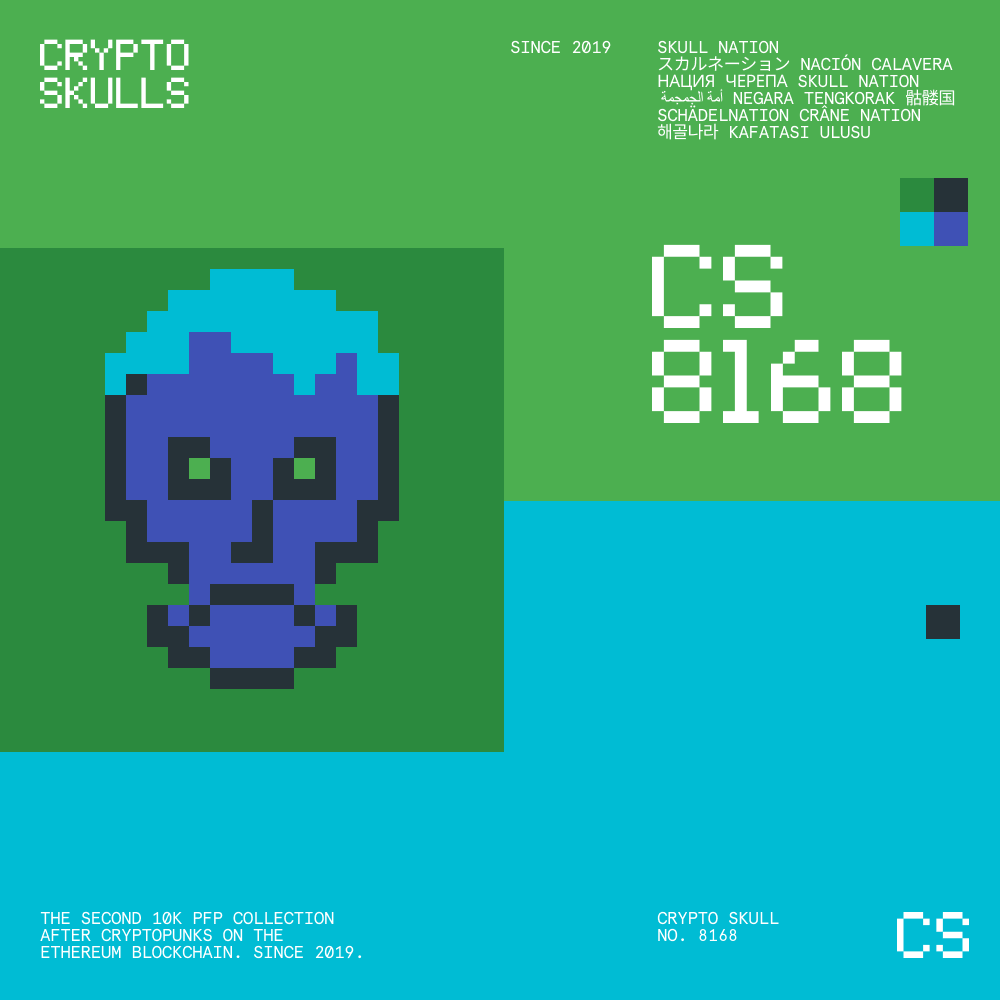 CRYPTO
SKULLS
SINCE 2019
SKULL NATION
スカルネーション NACIÓN CALAVERA
НАЦИЯ ЧЕРЕПА SKULL NATION
أمة الجمجمة NEGARA TENGKORAK 骷髅国
SCHÄDELNATION CRÂNE NATION
해골나라 KAFATASI ULUSU
CS
8168
THE SECOND 10K PFP COLLECTION
AFTER CRYPTOPUNKS ON THE
ETHEREUM BLOCKCHAIN. SINCE 2019.
CRYPTO SKULL
NO. 8168
CS